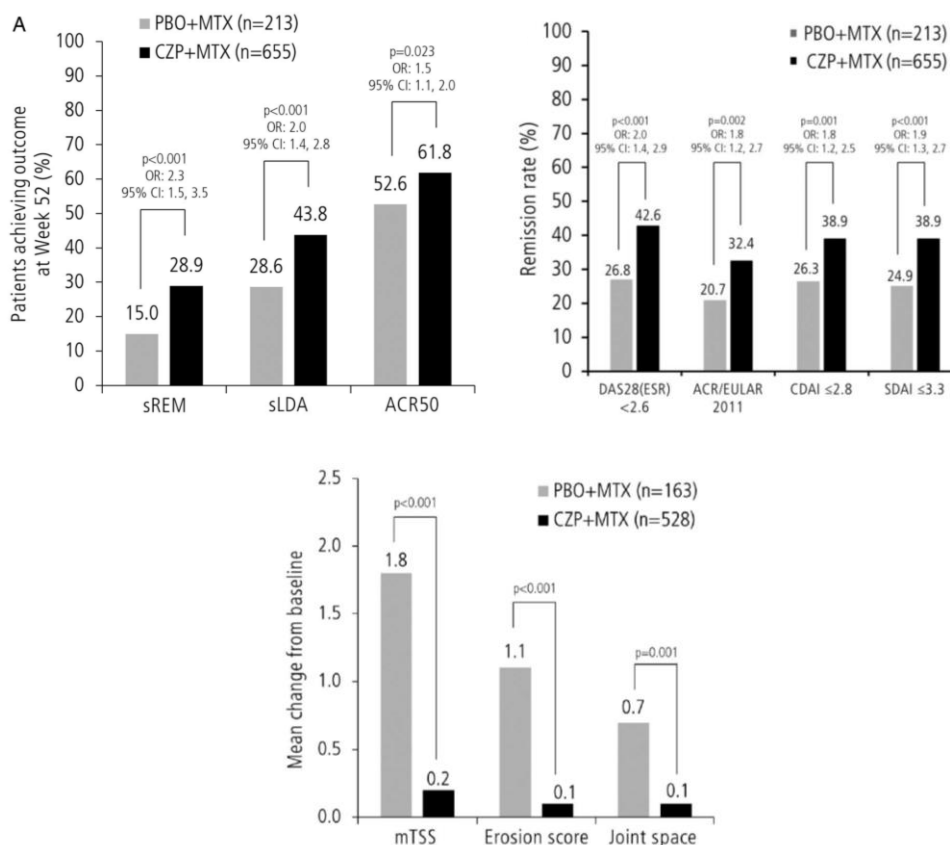 A
PBO+MTX (n=213)
CZP+MTX (n=655)
Patients achieving outcome
at Week 52 (%)
100
90
80
70
60
50
40
30
20
10
0
p<0.001
OR: 2.3
95% CI: 1.5, 3.5
15.0
28.9
p<0.001
OR: 2.0
95% CI: 1.4, 2.8
28.6
43.8
p=0.023
OR: 1.5
95% CI: 1.1, 2.0
52.6
61.8
sREM sLDA ACR50
PBO+MTX (n=213)
CZP+MTX (n=655)
Remission rate (%)
100
90
80
70
60
50
40
30
20
10
0
p<0.001
OR: 2.0
95% CI: 1.4, 2.9
26.8
42.6
p=0.002
OR: 1.8
95% CI: 1.2, 2.7
20.7
32.4
p=0.001
OR: 1.8
95% CI: 1.2, 2.5
26.3
38.9
p<0.001
OR: 1.9
95% CI: 1.3, 2.7
24.9
38.9
DAS28(ESR)
<2.6
ACR/EULAR
2011
CDAI ≤2.8
SDAI ≤3.3
PBO+MTX (n=163)
CZP+MTX (n=528)
Mean change from baseline
2.5
2.0
1.5
1.0
0.5
0.0
p<0.001
1.8
0.2
p<0.001
1.1
0.1
p=0.001
0.7
0.1
mTSS Erosion score Joint space